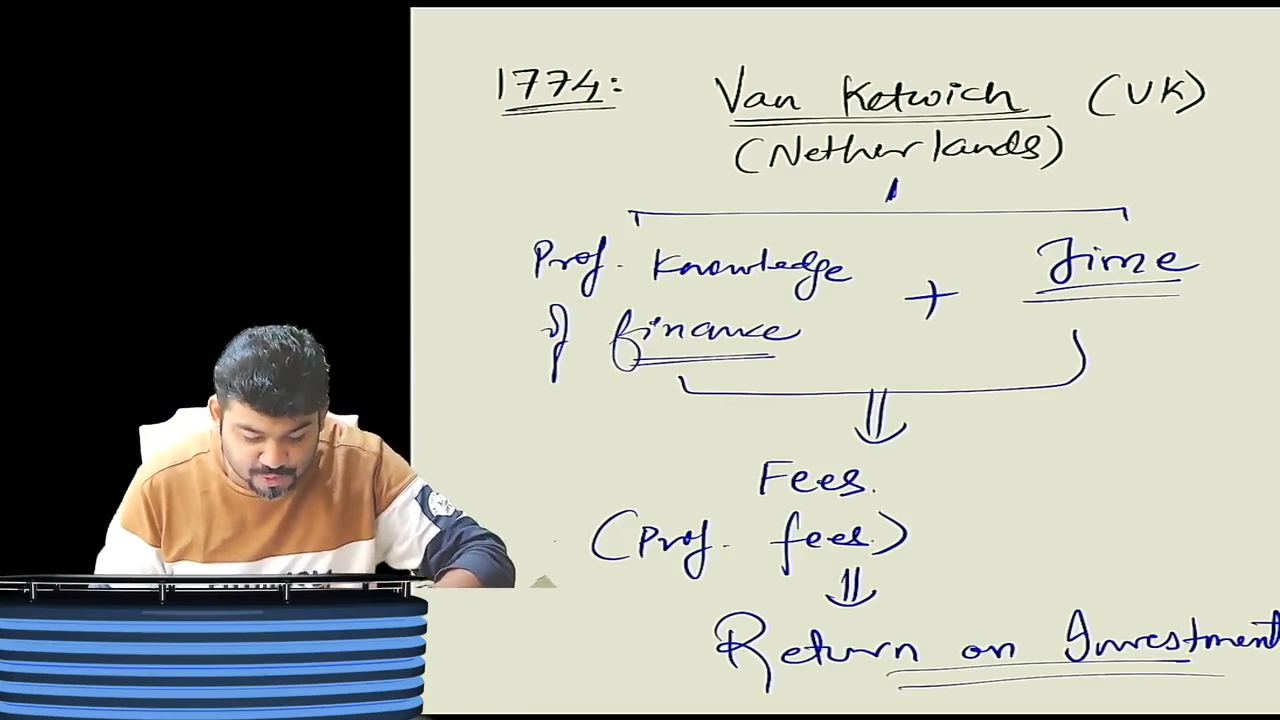 1774: Van Ketwich (UK)
(Netherlands)
Prof. Knowledge + Time
of finance
Fees.
(Prof. fees.)
Return on Investment